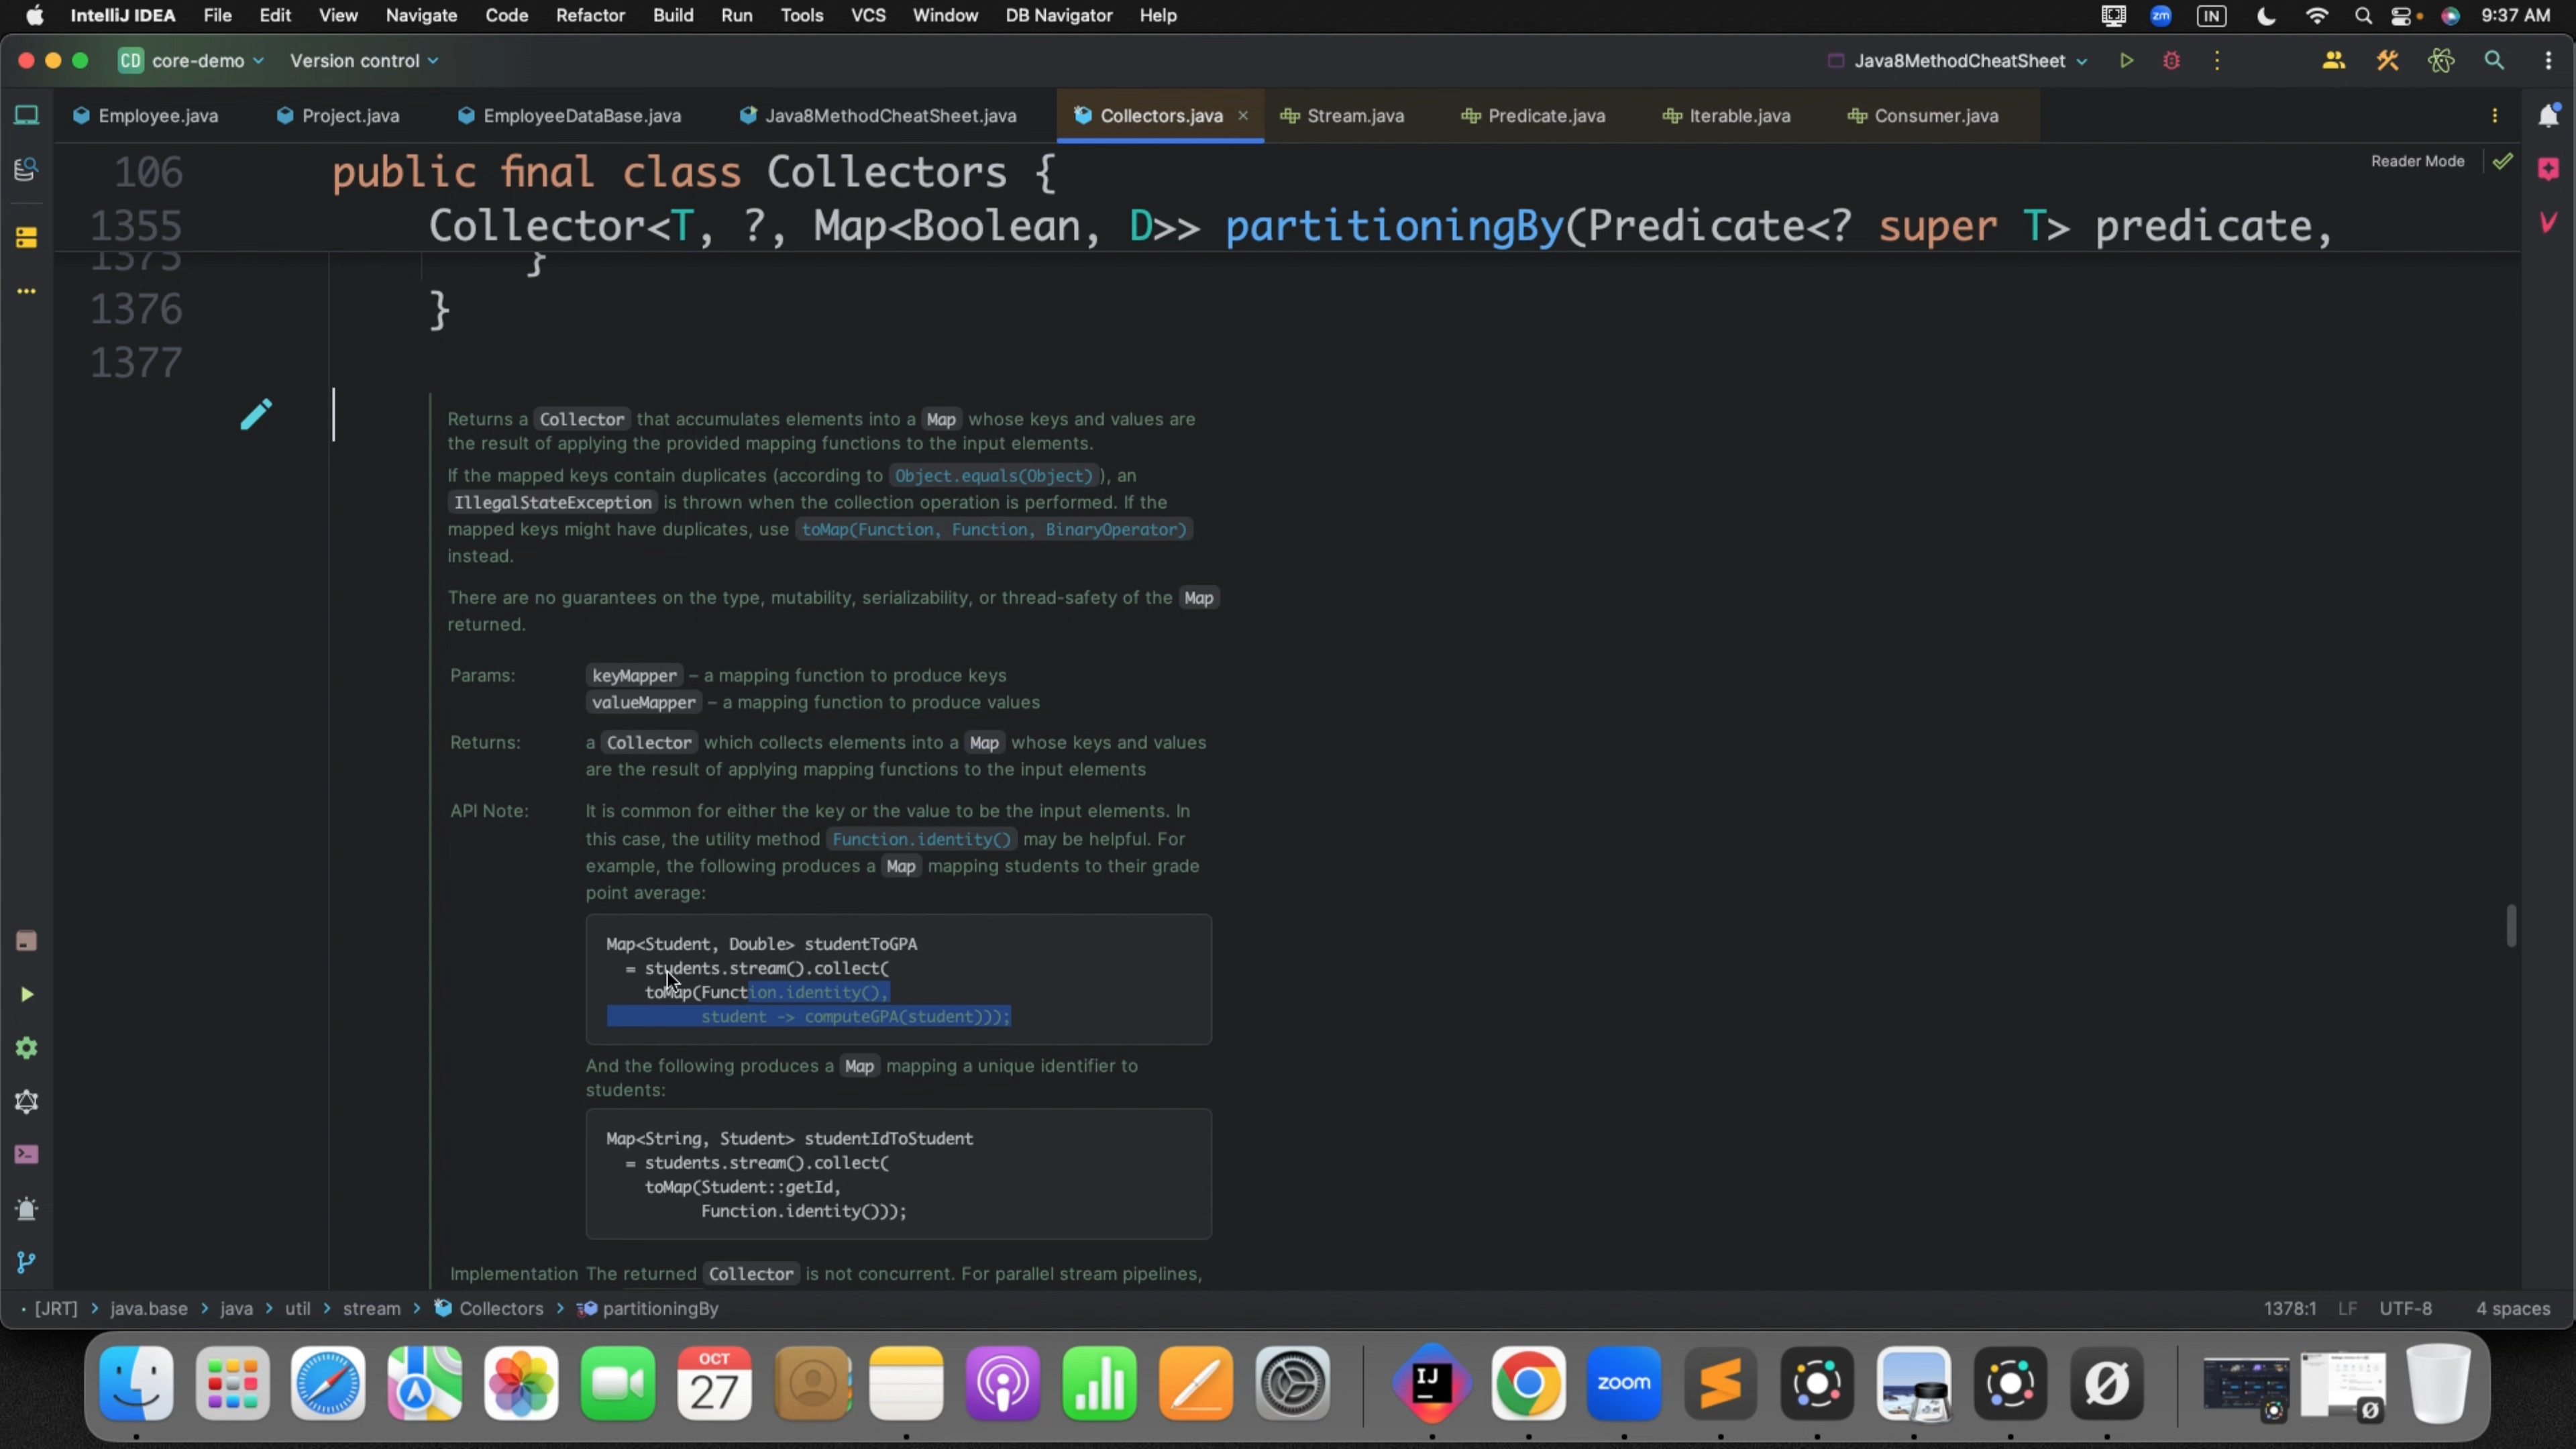 IntelliJ IDEA File Edit View Navigate Code Refactor Build Run Tools VCS Window DB Navigator Help zm IN 9:37 AM
CD core-demo Version control Java8MethodCheatSheet
Employee.java Project.java EmployeeDataBase.java Java8MethodCheatSheet.java Collectors.java Stream.java Predicate.java Iterable.java Consumer.java
106 public final class Collectors { Reader Mode
1355 Collector<T, ?, Map<Boolean, D>> partitioningBy(Predicate<? super T> predicate,
1375 }
1376 }
1377
Returns a Collector that accumulates elements into a Map whose keys and values are
the result of applying the provided mapping functions to the input elements.
If the mapped keys contain duplicates (according to Object.equals(Object)), an
IllegalStateException is thrown when the collection operation is performed. If the
mapped keys might have duplicates, use toMap(Function, Function, BinaryOperator)
instead.
There are no guarantees on the type, mutability, serializability, or thread-safety of the Map
returned.
Params: keyMapper – a mapping function to produce keys
valueMapper – a mapping function to produce values
Returns: a Collector which collects elements into a Map whose keys and values
are the result of applying mapping functions to the input elements
API Note: It is common for either the key or the value to be the input elements. In
this case, the utility method Function.identity() may be helpful. For
example, the following produces a Map mapping students to their grade
point average:
Map<Student, Double> studentToGPA
= students.stream().collect(
toMap(Function.identity(),
student -> computeGPA(student)));
And the following produces a Map mapping a unique identifier to
students:
Map<String, Student> studentIdToStudent
= students.stream().collect(
toMap(Student::getId,
Function.identity()));
Implementation The returned Collector is not concurrent. For parallel stream pipelines,
[JRT] > java.base > java > util > stream > Collectors > partitioningBy 1378:1 LF UTF-8 4 spaces
OCT
27
IJ
zoom